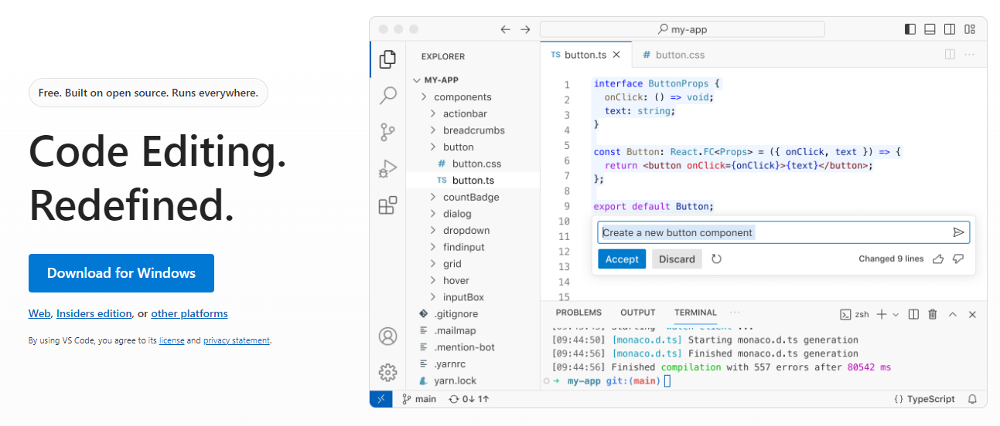 Free. Built on open source. Runs everywhere.
Code Editing.
Redefined.
Download for Windows
Web, Insiders edition, or other platforms
By using VS Code, you agree to its license and privacy statement.
my-app
EXPLORER
MY-APP
components
actionbar
breadcrumbs
button
# button.css
TS button.ts
countBadge
dialog
dropdown
findinput
grid
hover
inputBox
.gitignore
.mailmap
.mention-bot
.yarnrc
yarn.lock
TS button.ts
# button.css
1 interface ButtonProps {
2 onClick: () => void;
3 text: string;
4 }
5
6 const Button: React.FC<Props> = ({ onClick, text }) => {
7 return <button onClick={onClick}>{text}</button>;
8 };
9
10 export default Button;
11
12
13
14
15
Create a new button component
Accept Discard Changed 9 lines
PROBLEMS OUTPUT TERMINAL ··· zsh
[09:44:50] [monaco.d.ts] Starting monaco.d.ts generation
[09:44:56] [monaco.d.ts] Finished monaco.d.ts generation
[09:44:56] Finished compilation with 557 errors after 80542 ms
my-app git:(main)
main 0↓ 1↑ {} TypeScript